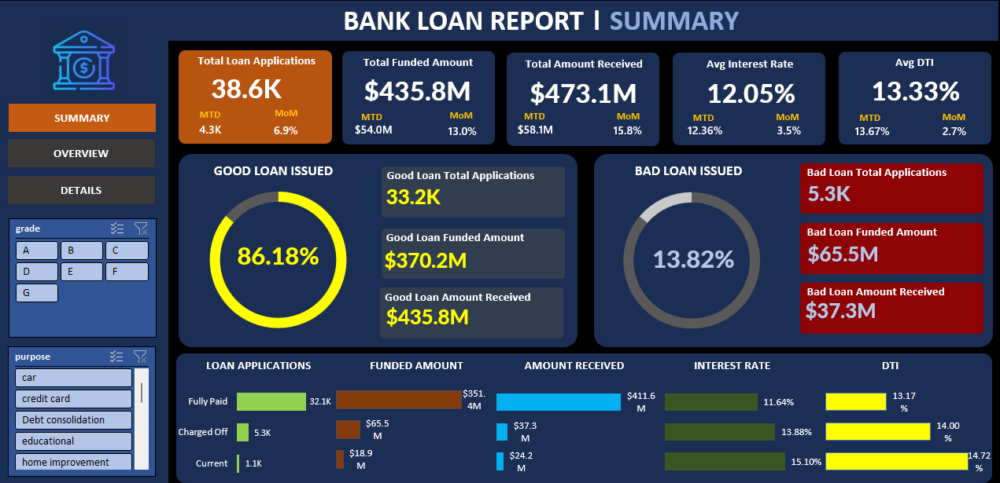 BANK LOAN REPORT | SUMMARY
SUMMARY
OVERVIEW
DETAILS
grade
A
B
C
D
E
F
G
purpose
car
credit card
Debt consolidation
educational
home improvement
Total Loan Applications
38.6K
MTD
MoM
4.3K
6.9%
Total Funded Amount
$435.8M
MTD
MoM
$54.0M
13.0%
Total Amount Received
$473.1M
MTD
MoM
$58.1M
15.8%
Avg Interest Rate
12.05%
MTD
MoM
12.36%
3.5%
Avg DTI
13.33%
MTD
MoM
13.67%
2.7%
GOOD LOAN ISSUED
86.18%
Good Loan Total Applications
33.2K
Good Loan Funded Amount
$370.2M
Good Loan Amount Received
$435.8M
BAD LOAN ISSUED
13.82%
Bad Loan Total Applications
5.3K
Bad Loan Funded Amount
$65.5M
Bad Loan Amount Received
$37.3M
LOAN APPLICATIONS
Fully Paid
32.1K
Charged Off
5.3K
Current
1.1K
FUNDED AMOUNT
$351.
4M
$65.5
M
$18.9
M
AMOUNT RECEIVED
$411.6
M
$37.3
M
$24.2
M
INTEREST RATE
11.64%
13.88%
15.10%
DTI
13.17
%
14.00
%
14.72
%